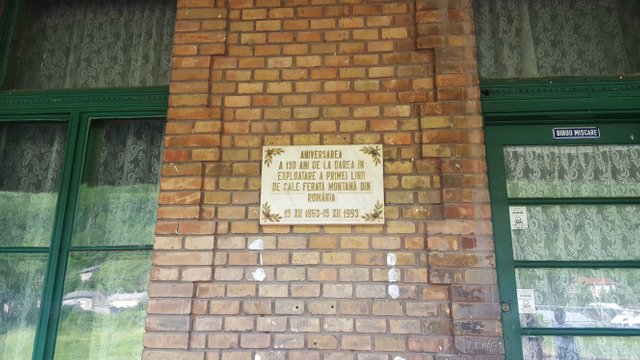 ANIVERSAREA
A 130 ANI DE LA DAREA ÎN
EXPLOATARE A PRIMEI LINII
DE CALE FERATĂ MONTANĂ DIN
ROMÂNIA
15 XII 1863-15 XII 1993
BIROU MIȘCARE